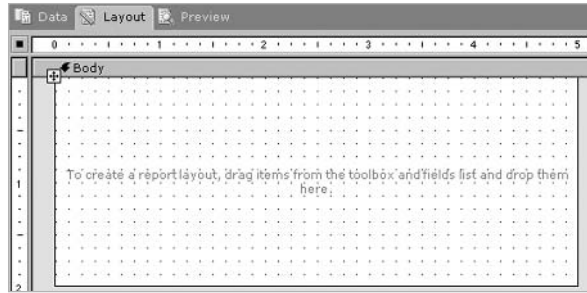 Data Layout Preview
0 1 2 3 4 5
Body
To create a report layout, drag items from the toolbox and fields list and drop them
here.
1
2